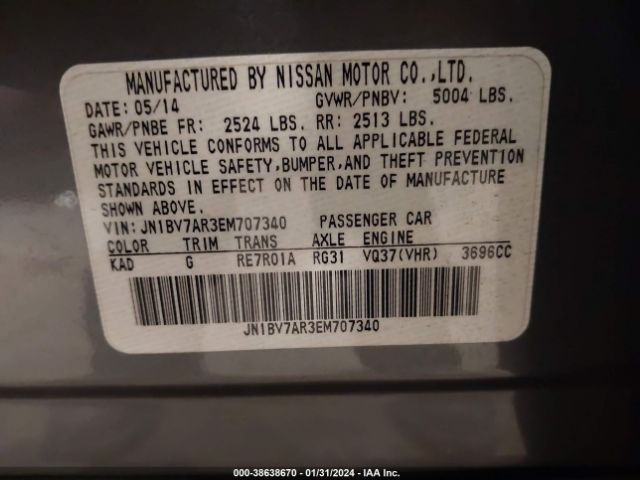 MANUFACTURED BY NISSAN MOTOR CO.,LTD.
DATE: 05/14 GVWR/PNBV: 5004 LBS.
GAWR/PNBE FR: 2524 LBS. RR: 2513 LBS.
THIS VEHICLE CONFORMS TO ALL APPLICABLE FEDERAL
MOTOR VEHICLE SAFETY,BUMPER,AND THEFT PREVENTION
STANDARDS IN EFFECT ON THE DATE OF MANUFACTURE
SHOWN ABOVE.
VIN: JN1BV7AR3EM707340 PASSENGER CAR
COLOR TRIM TRANS AXLE ENGINE
KAD G RE7R01A RG31 VQ37(VHR) 3696CC
JN1BV7AR3EM707340
000-38638670 - 01/31/2024 - IAA Inc.